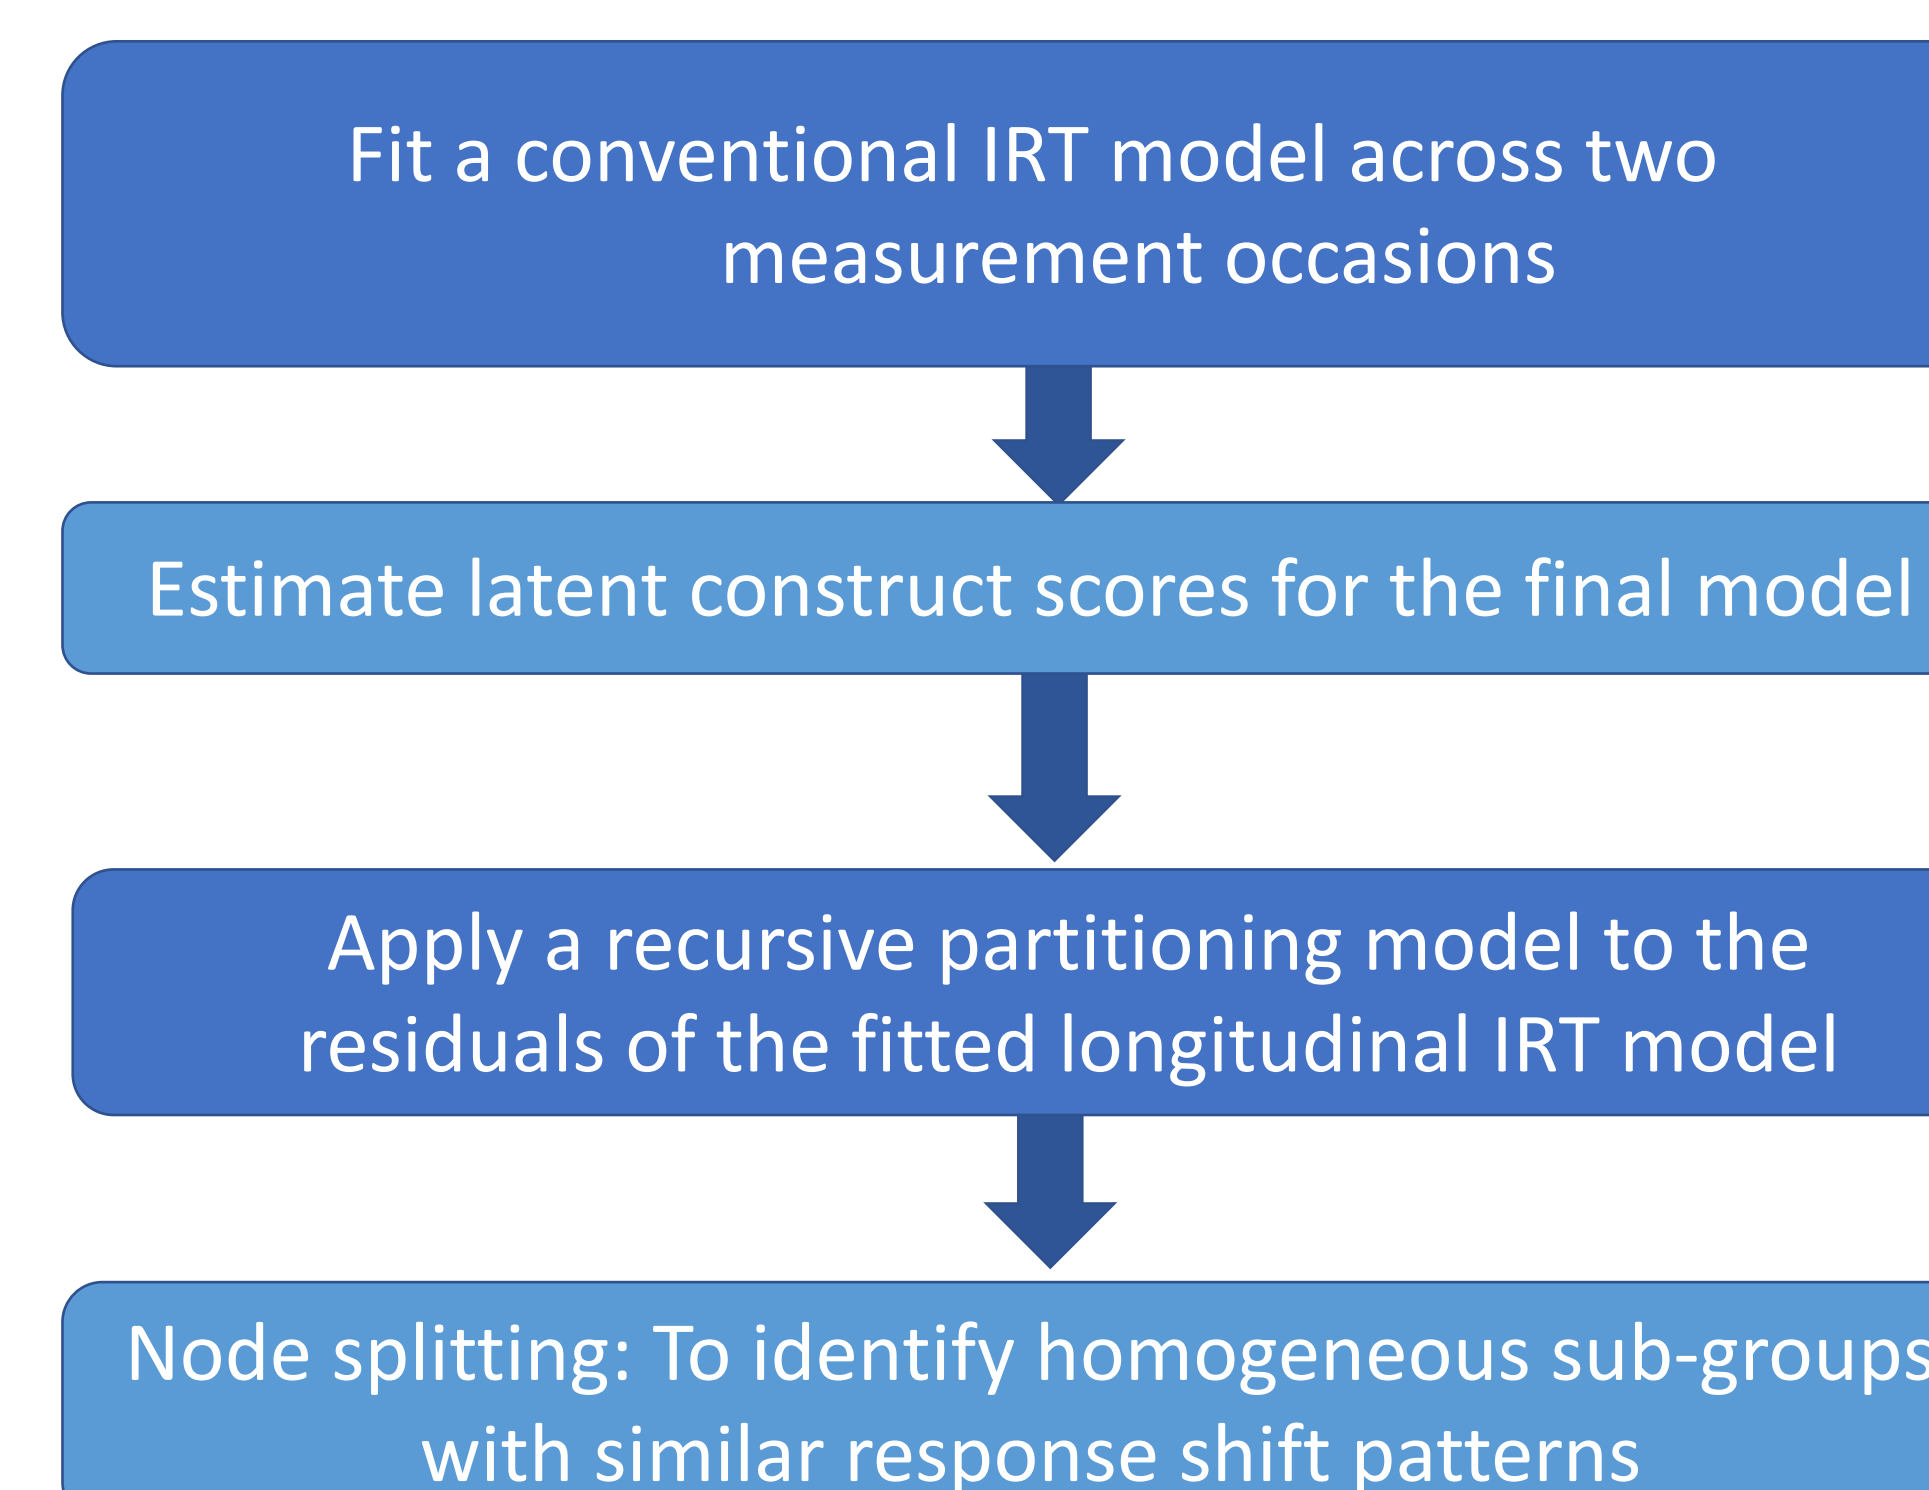 Fit a conventional IRT model across two
measurement occasions
Estimate latent construct scores for the final model
Apply a recursive partitioning model to the
residuals of the fitted longitudinal IRT model
Node splitting: To identify homogeneous sub-groups
with similar response shift patterns